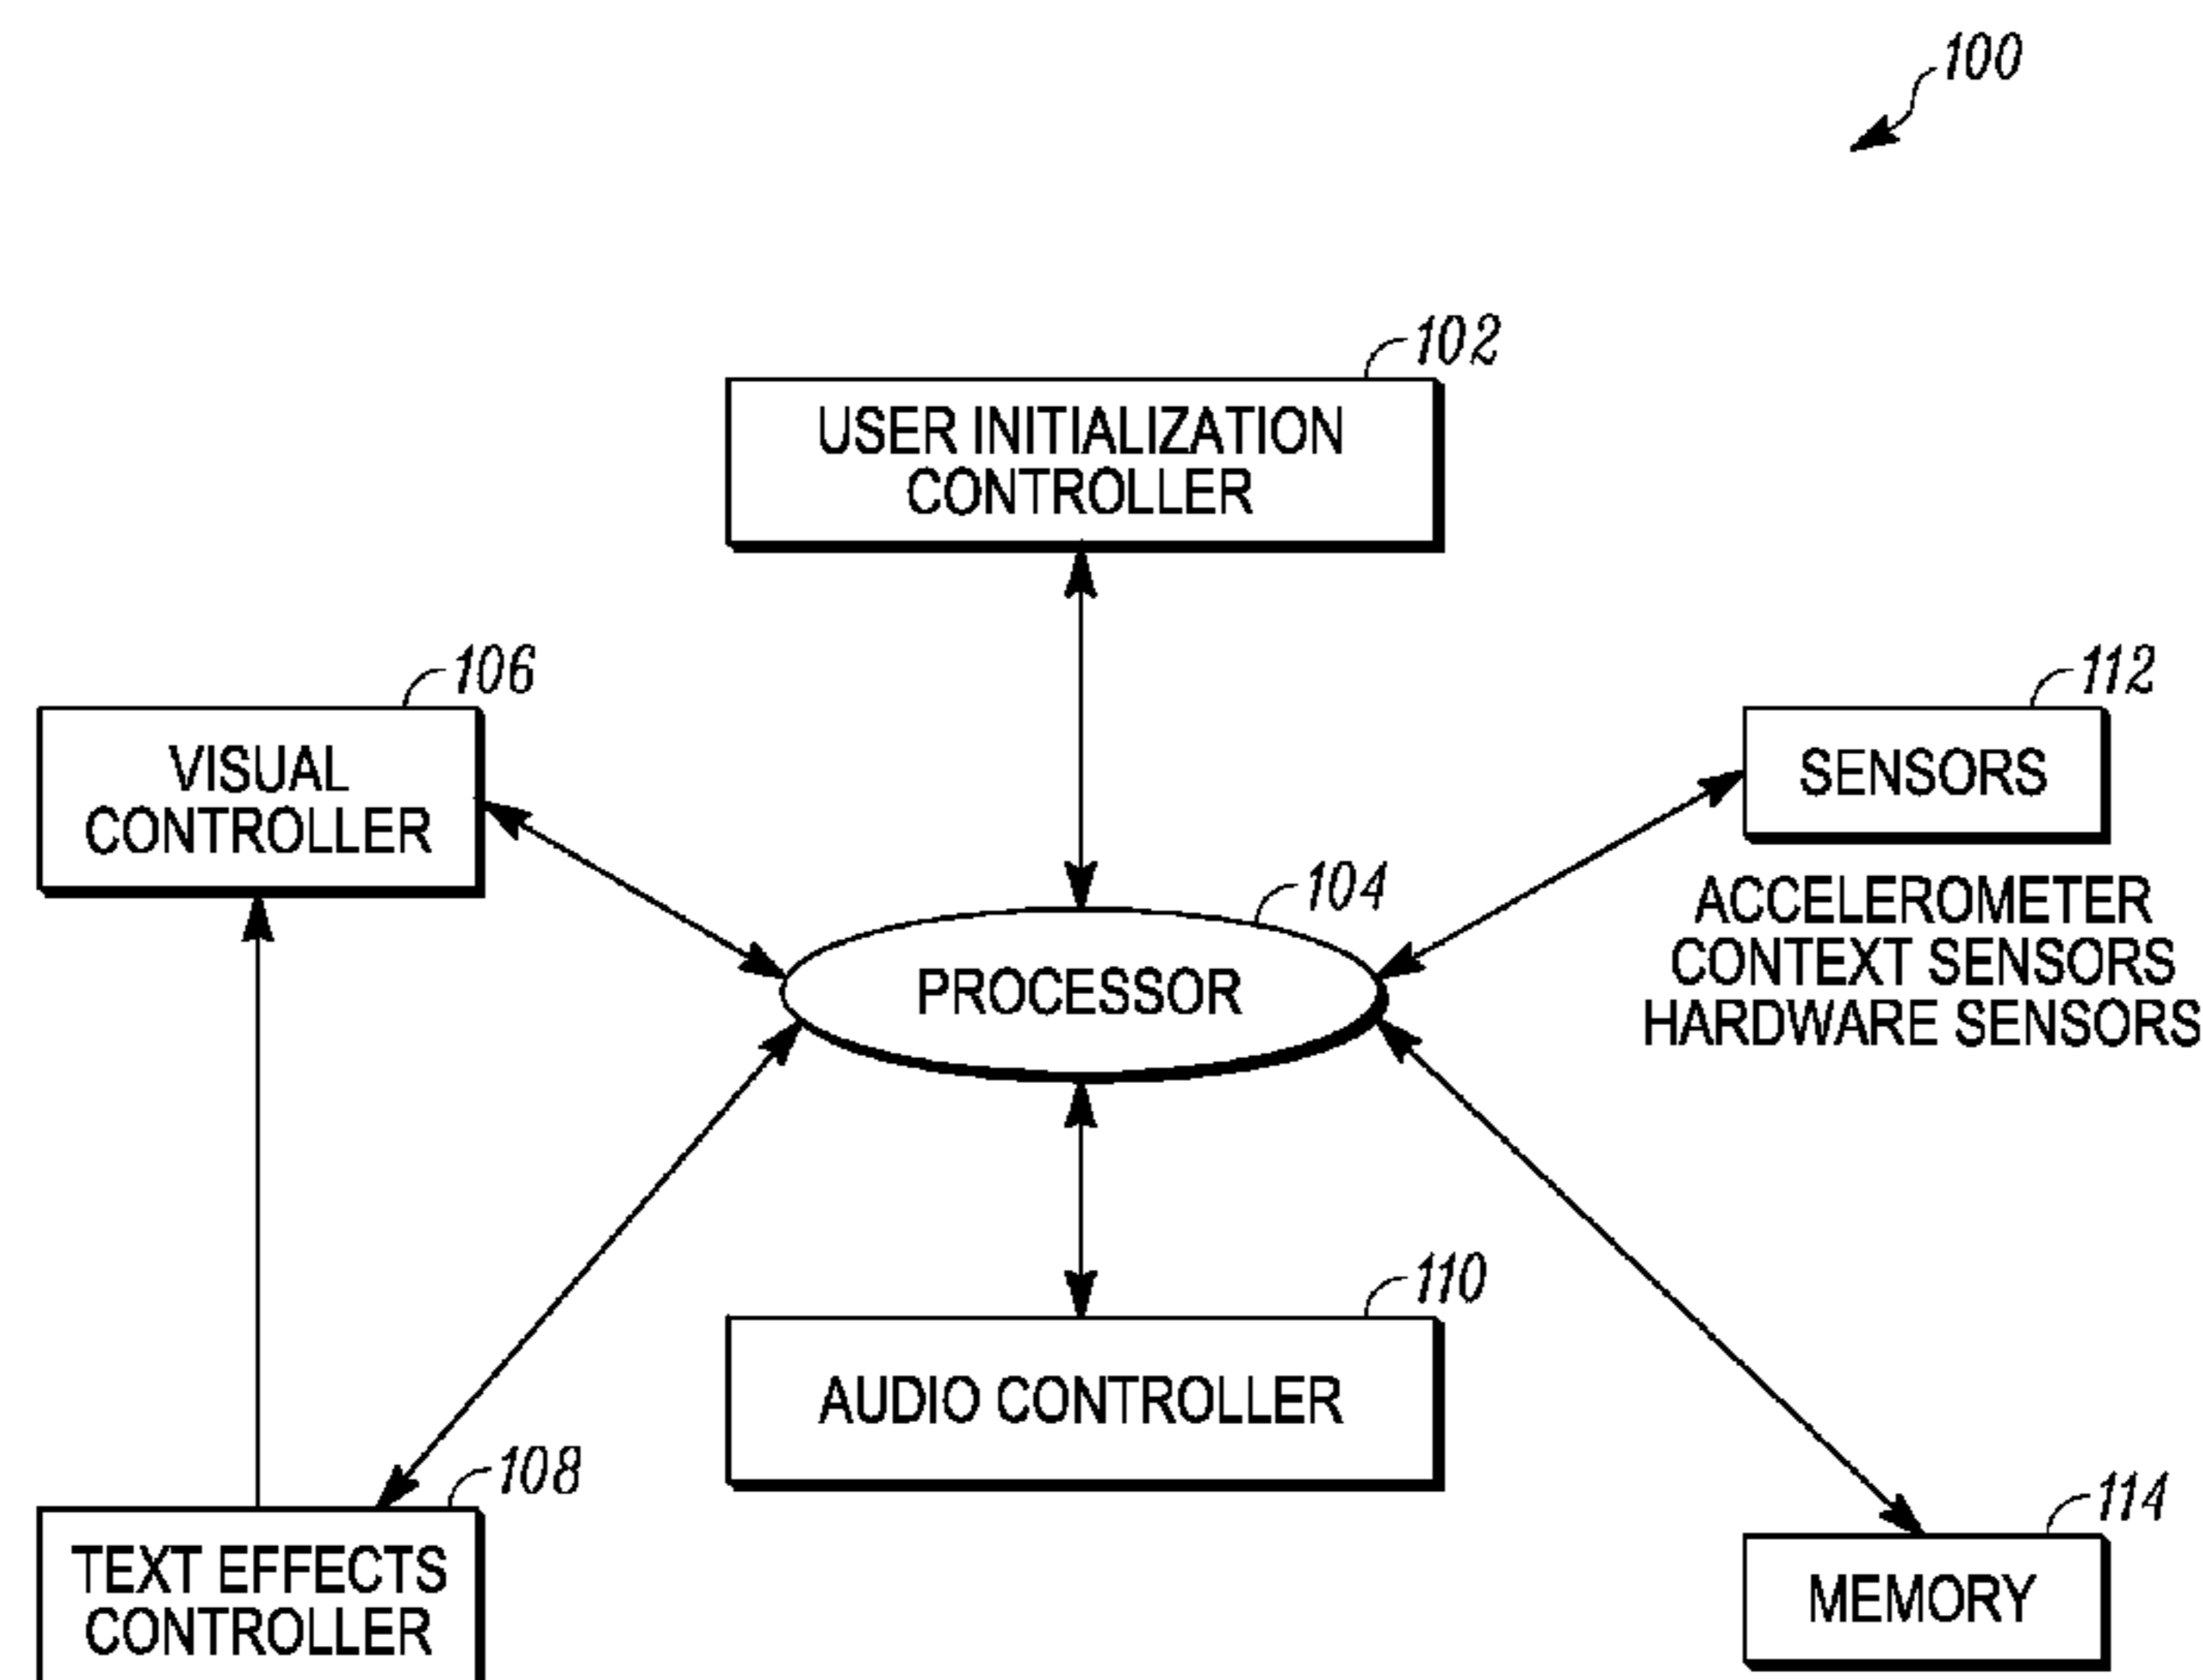 100
102
USER INITIALIZATION
CONTROLLER
106
VISUAL
CONTROLLER
112
SENSORS
ACCELEROMETER
CONTEXT SENSORS
HARDWARE SENSORS
104
PROCESSOR
110
AUDIO CONTROLLER
108
TEXT EFFECTS
CONTROLLER
114
MEMORY